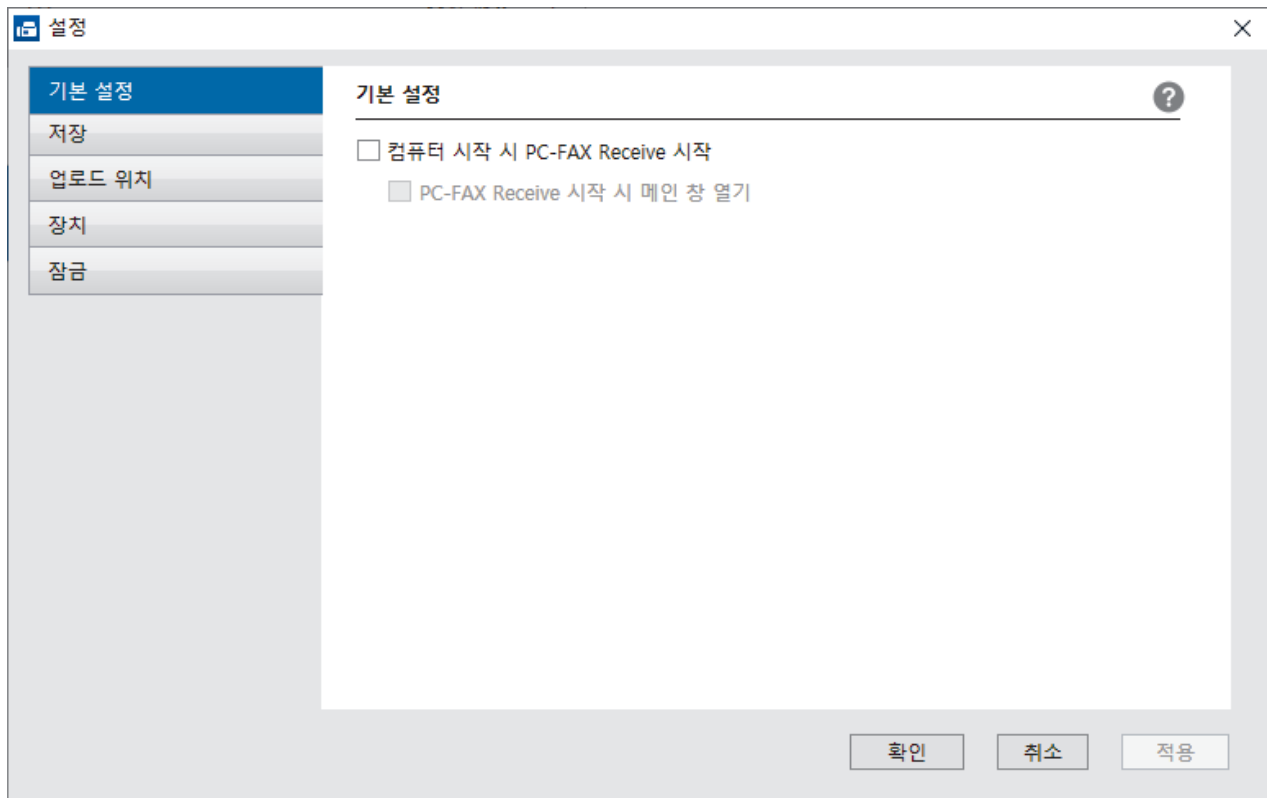 설정
기본 설정
저장
업로드 위치
장치
잠금
기본 설정
?
컴퓨터 시작 시 PC-FAX Receive 시작
PC-FAX Receive 시작 시 메인 창 열기
확인 취소 적용